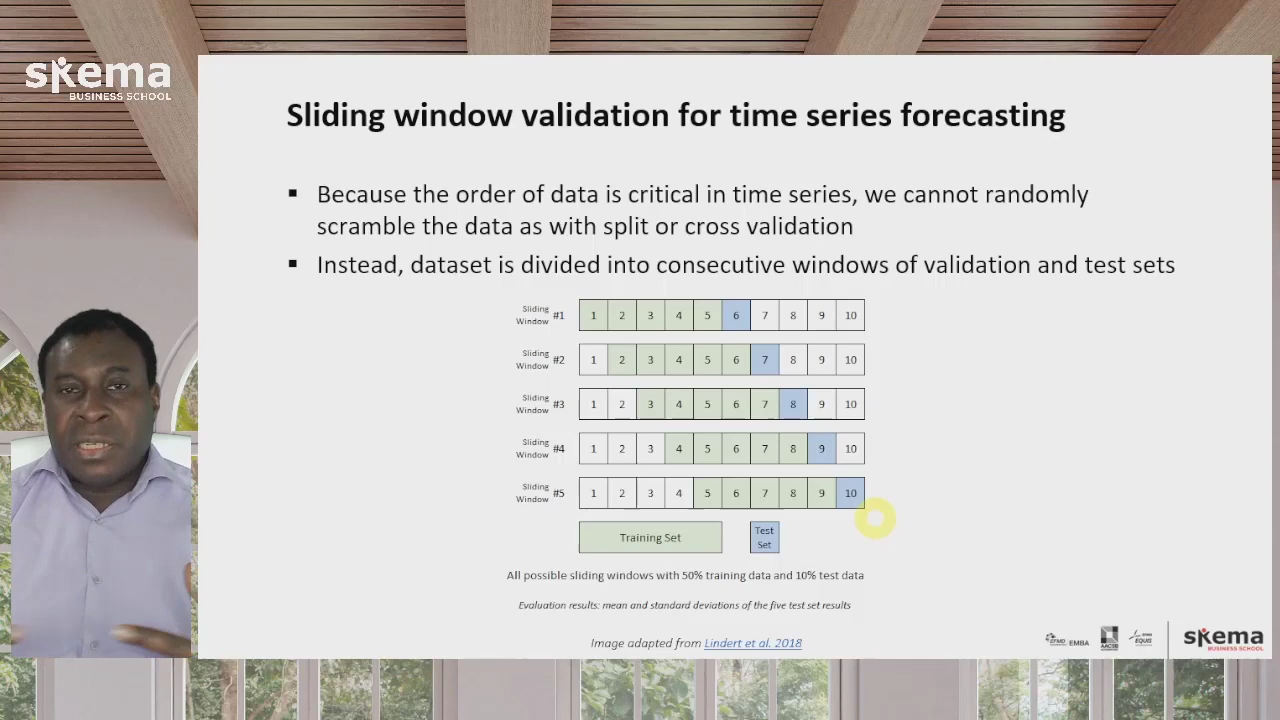 skema
BUSINESS SCHOOL
Sliding window validation for time series forecasting
▪ Because the order of data is critical in time series, we cannot randomly
scramble the data as with split or cross validation
▪ Instead, dataset is divided into consecutive windows of validation and test sets
Sliding Window #1 1 2 3 4 5 6 7 8 9 10
Sliding Window #2 1 2 3 4 5 6 7 8 9 10
Sliding Window #3 1 2 3 4 5 6 7 8 9 10
Sliding Window #4 1 2 3 4 5 6 7 8 9 10
Sliding Window #5 1 2 3 4 5 6 7 8 9 10
Training Set
Test
Set
All possible sliding windows with 50% training data and 10% test data
Evaluation results: mean and standard deviations of the five test set results
Image adapted from Lindert et al. 2018
EFMD EMBA
AACSB
EQUIS
skema
BUSINESS SCHOOL